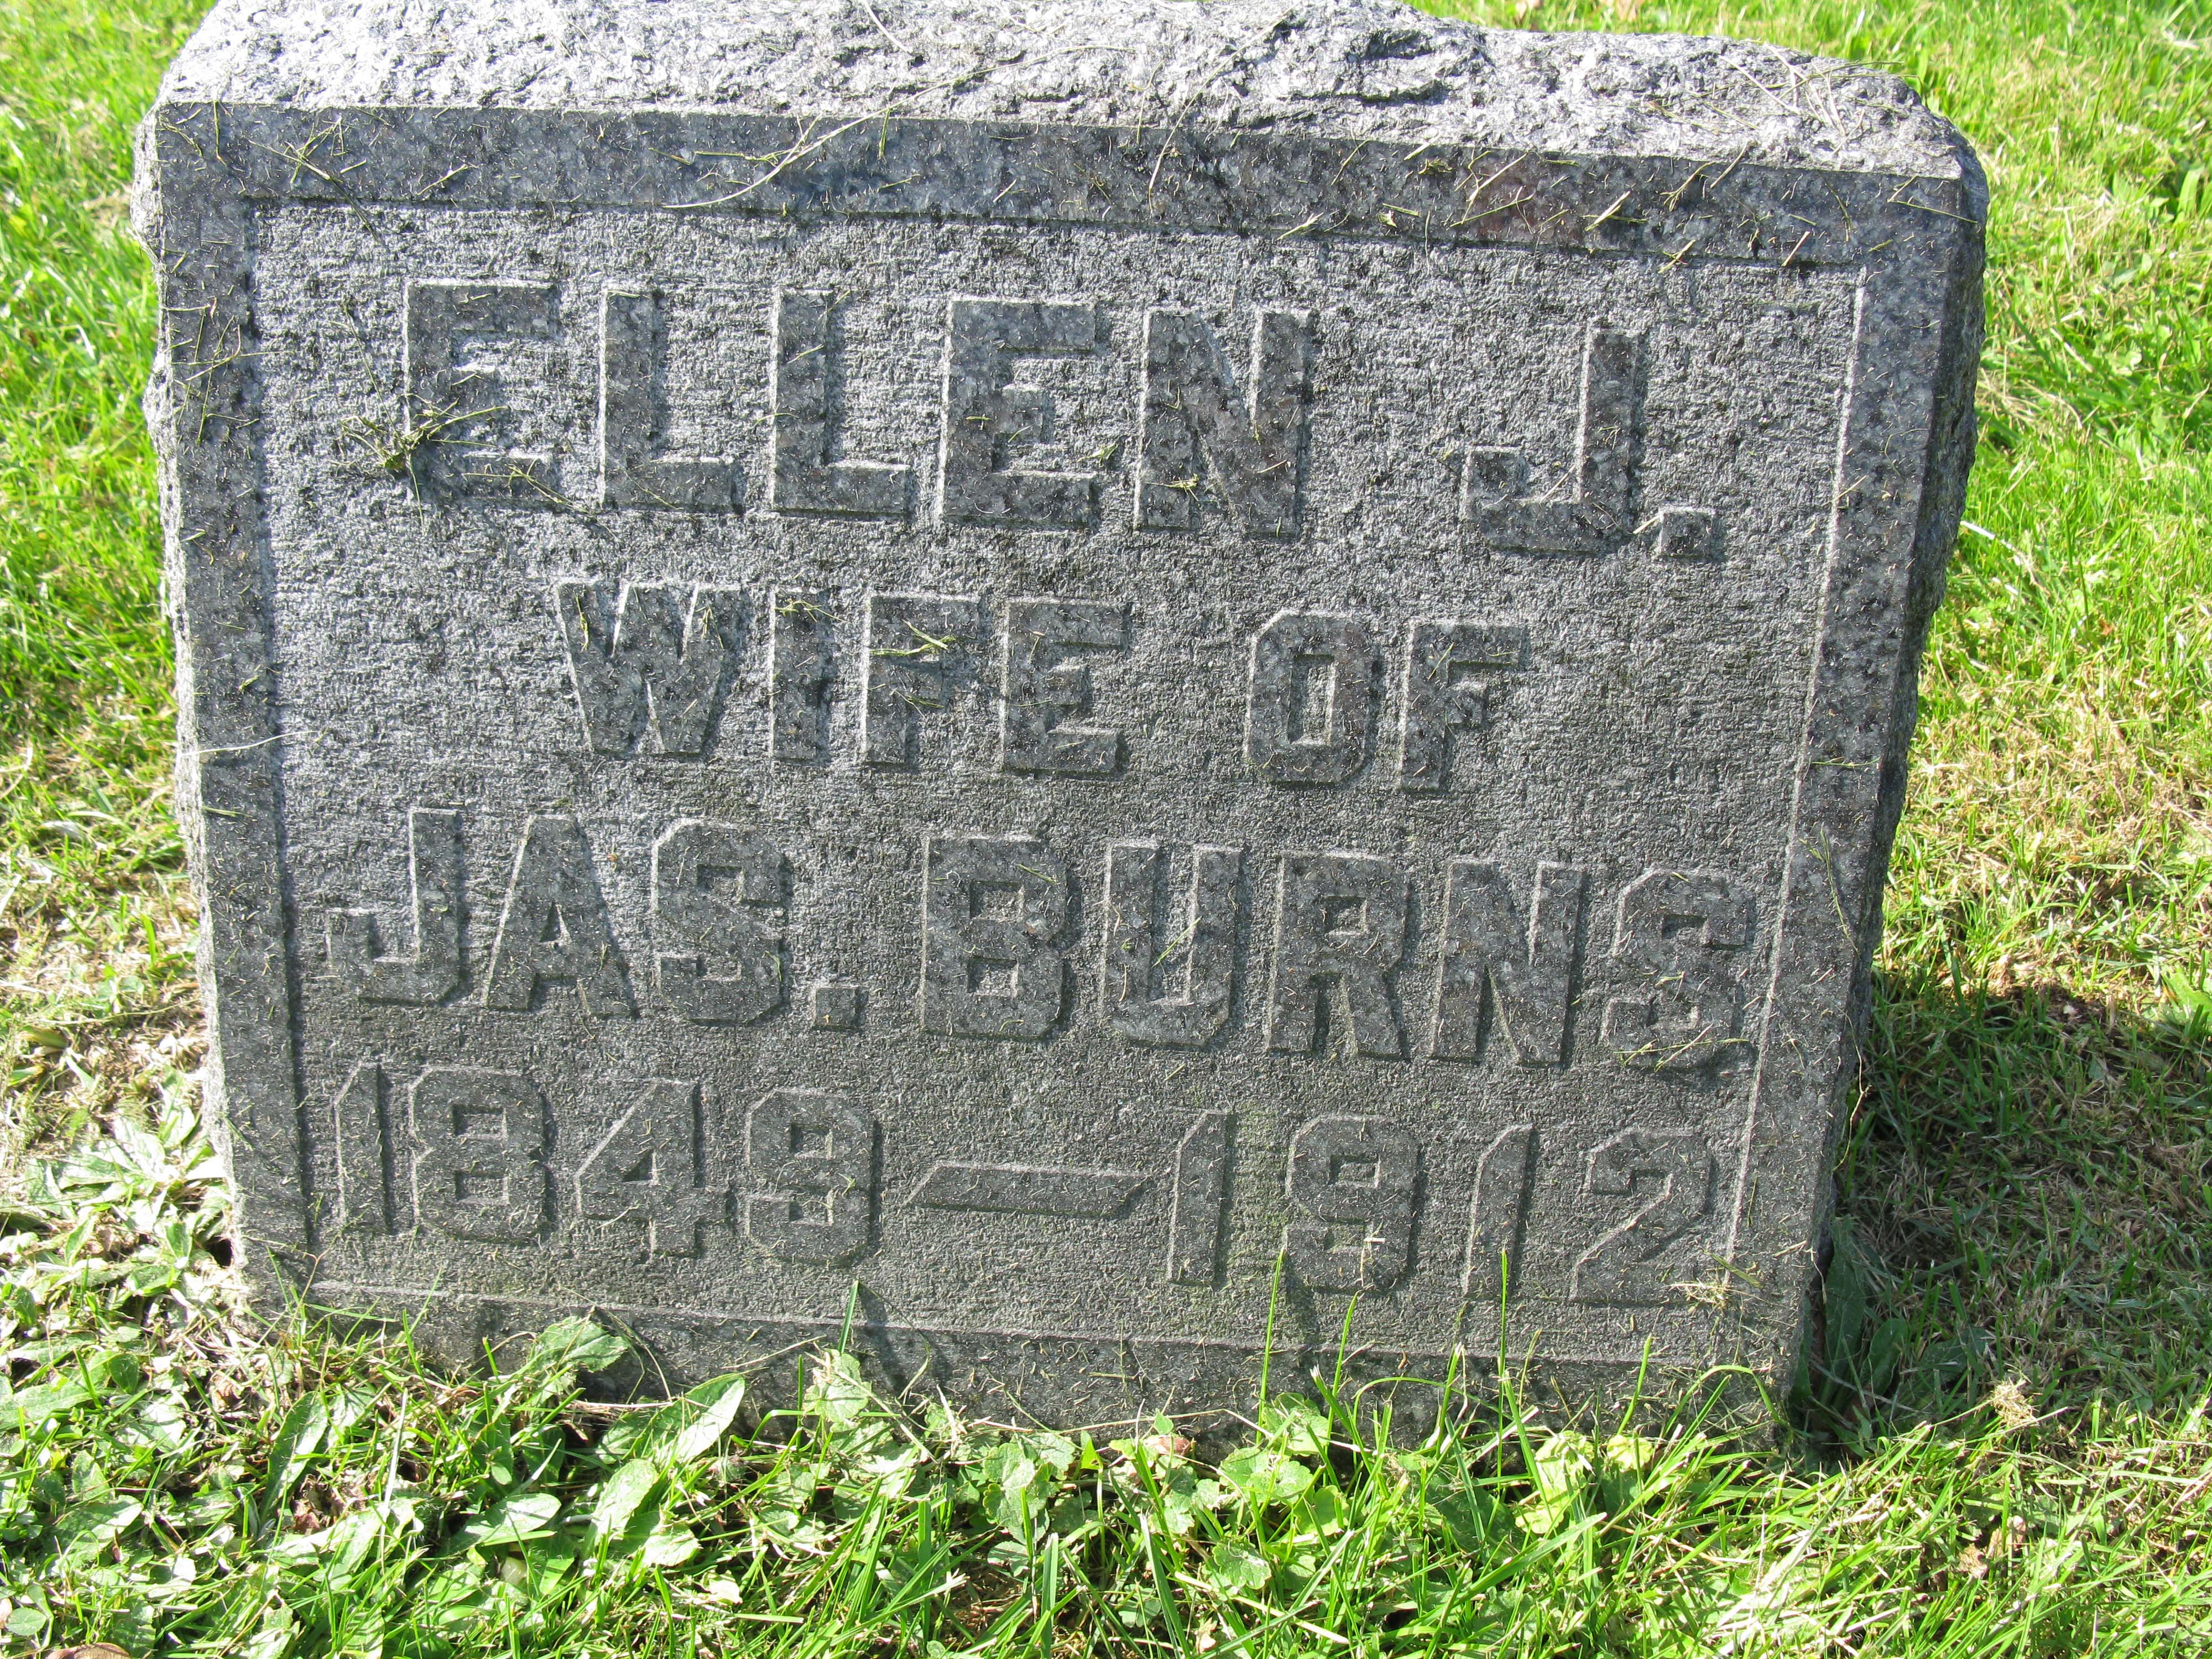 ELLEN J.
WIFE OF
JAS. BURNS
1849-1912